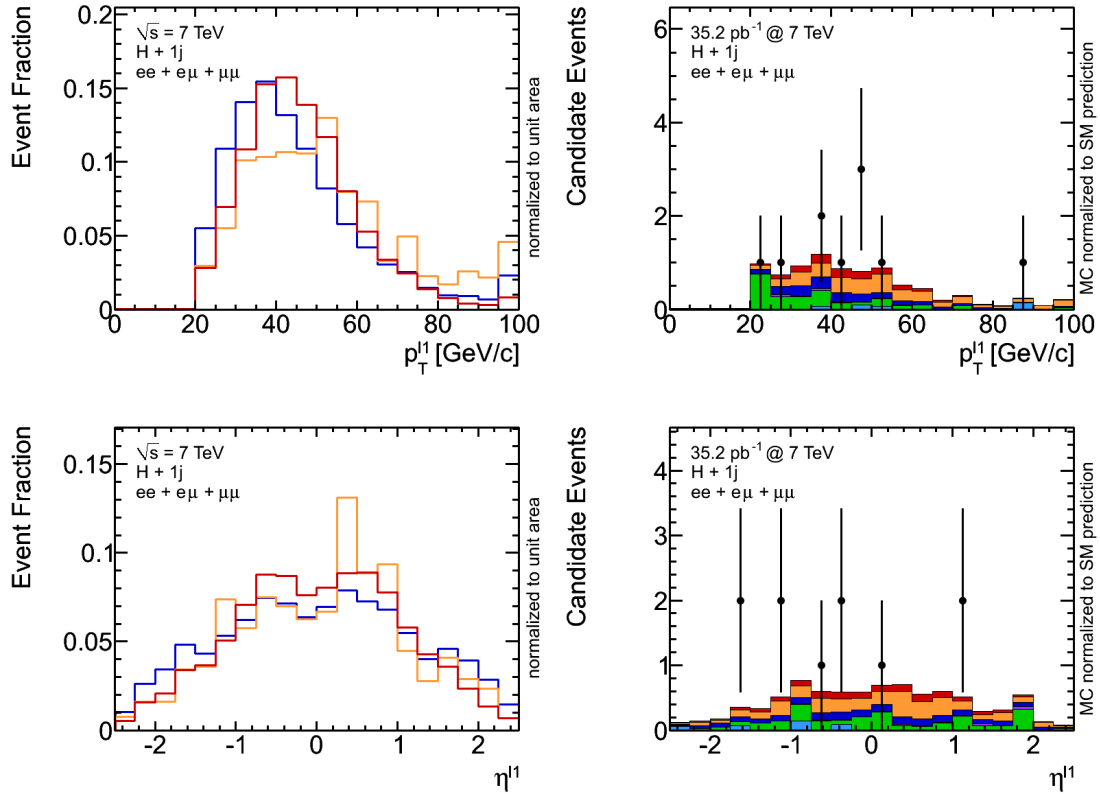 Event Fraction
√s = 7 TeV
H + 1j
ee + eμ + μμ
normalized to unit area
0.15
0.1
0.05
0
0 20 40 60 80 100
p_T^l1 [GeV/c]
Candidate Events
35.2 pb⁻¹ @ 7 TeV
H + 1j
ee + eμ + μμ
MC normalized to SM prediction
6
4
2
0
0 20 40 60 80 100
p_T^l1 [GeV/c]
Event Fraction
√s = 7 TeV
H + 1j
ee + eμ + μμ
normalized to unit area
0.15
0.1
0.05
0
-2 -1 0 1 2
η^l1
Candidate Events
35.2 pb⁻¹ @ 7 TeV
H + 1j
ee + eμ + μμ
MC normalized to SM prediction
4
3
2
1
0
-2 -1 0 1 2
η^l1